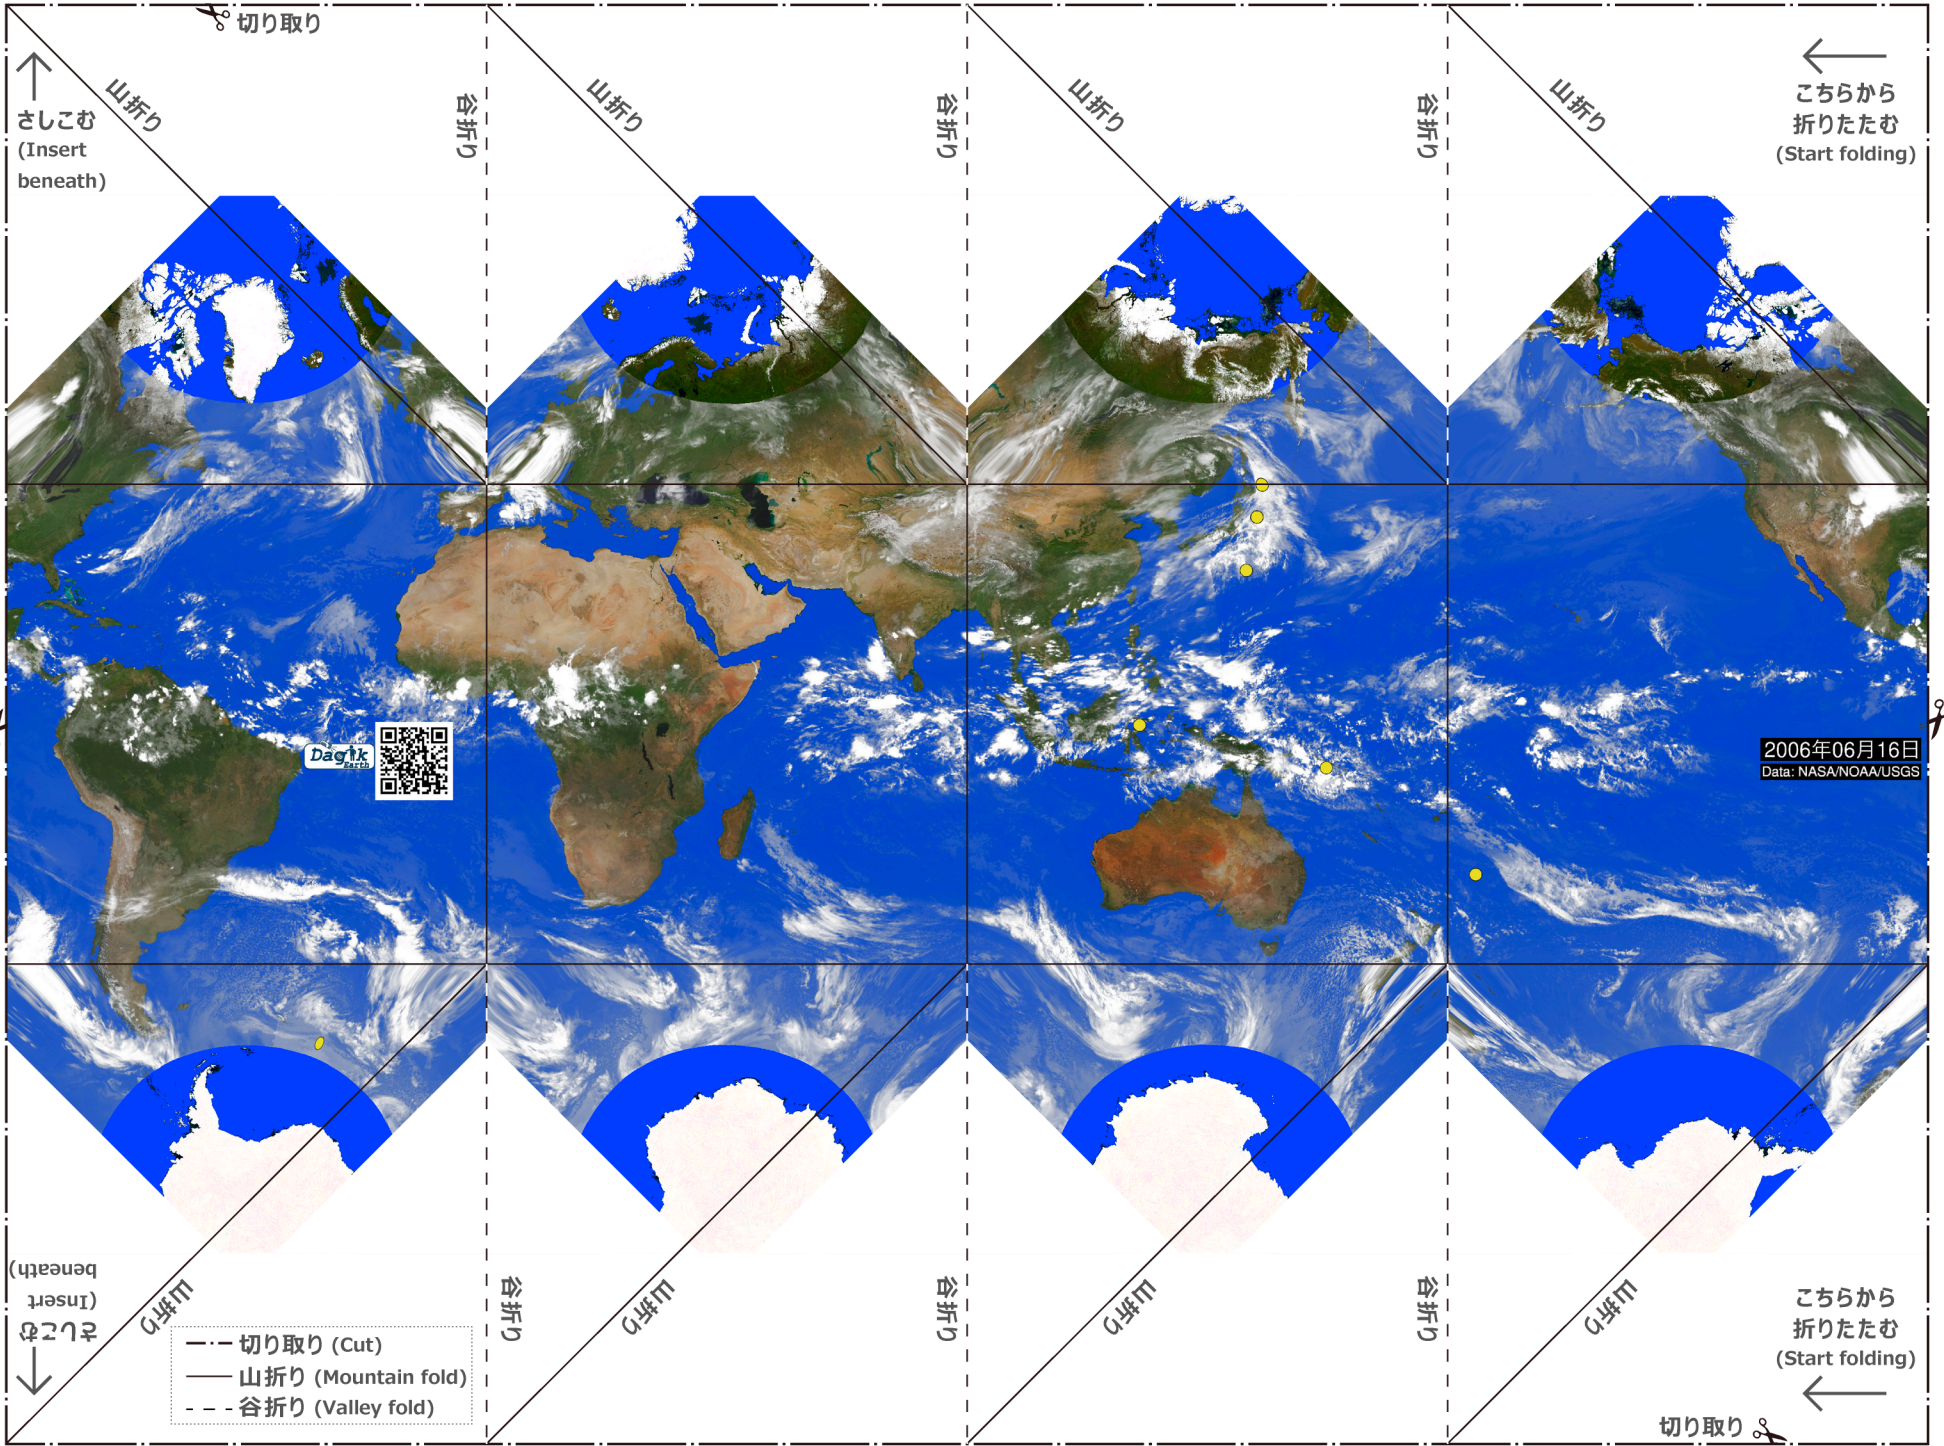 切り取り
山折り
谷折り
山折り
谷折り
山折り
谷折り
山折り
さしこむ
(Insert
beneath)
こちらから
折りたたむ
(Start folding)
Dagik
Earth
2006年06月16日
Data: NASA/NOAA/USGS
さしこむ
(Insert
beneath)
山折り
谷折り
山折り
谷折り
山折り
谷折り
山折り
こちらから
折りたたむ
(Start folding)
切り取り (Cut)
山折り (Mountain fold)
谷折り (Valley fold)
切り取り